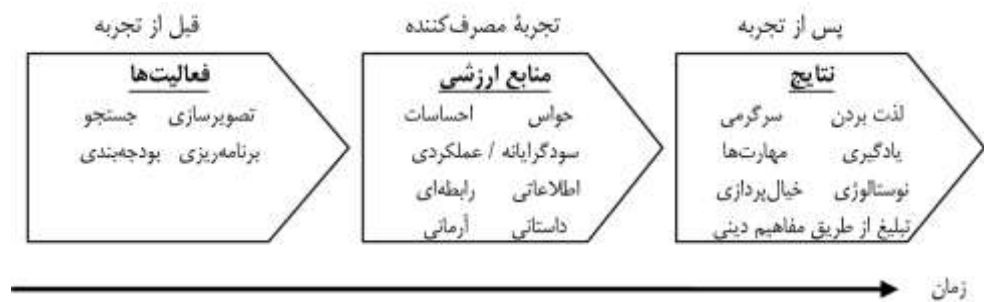 قبل از تجربه
فعالیت‌ها
تصویرسازی جستجو
برنامه‌ریزی بودجه‌بندی
تجربهٔ مصرف‌کننده
منابع ارزشی
حواس احساسات
سودگرایانه / عملکردی
اطلاعاتی رابطه‌ای
داستانی آرمانی
پس از تجربه
نتایج
لذت بردن سرگرمی
یادگیری مهارت‌ها
نوستالوژی خیال‌پردازی
تبلیغ از طریق مفاهیم دینی
زمان